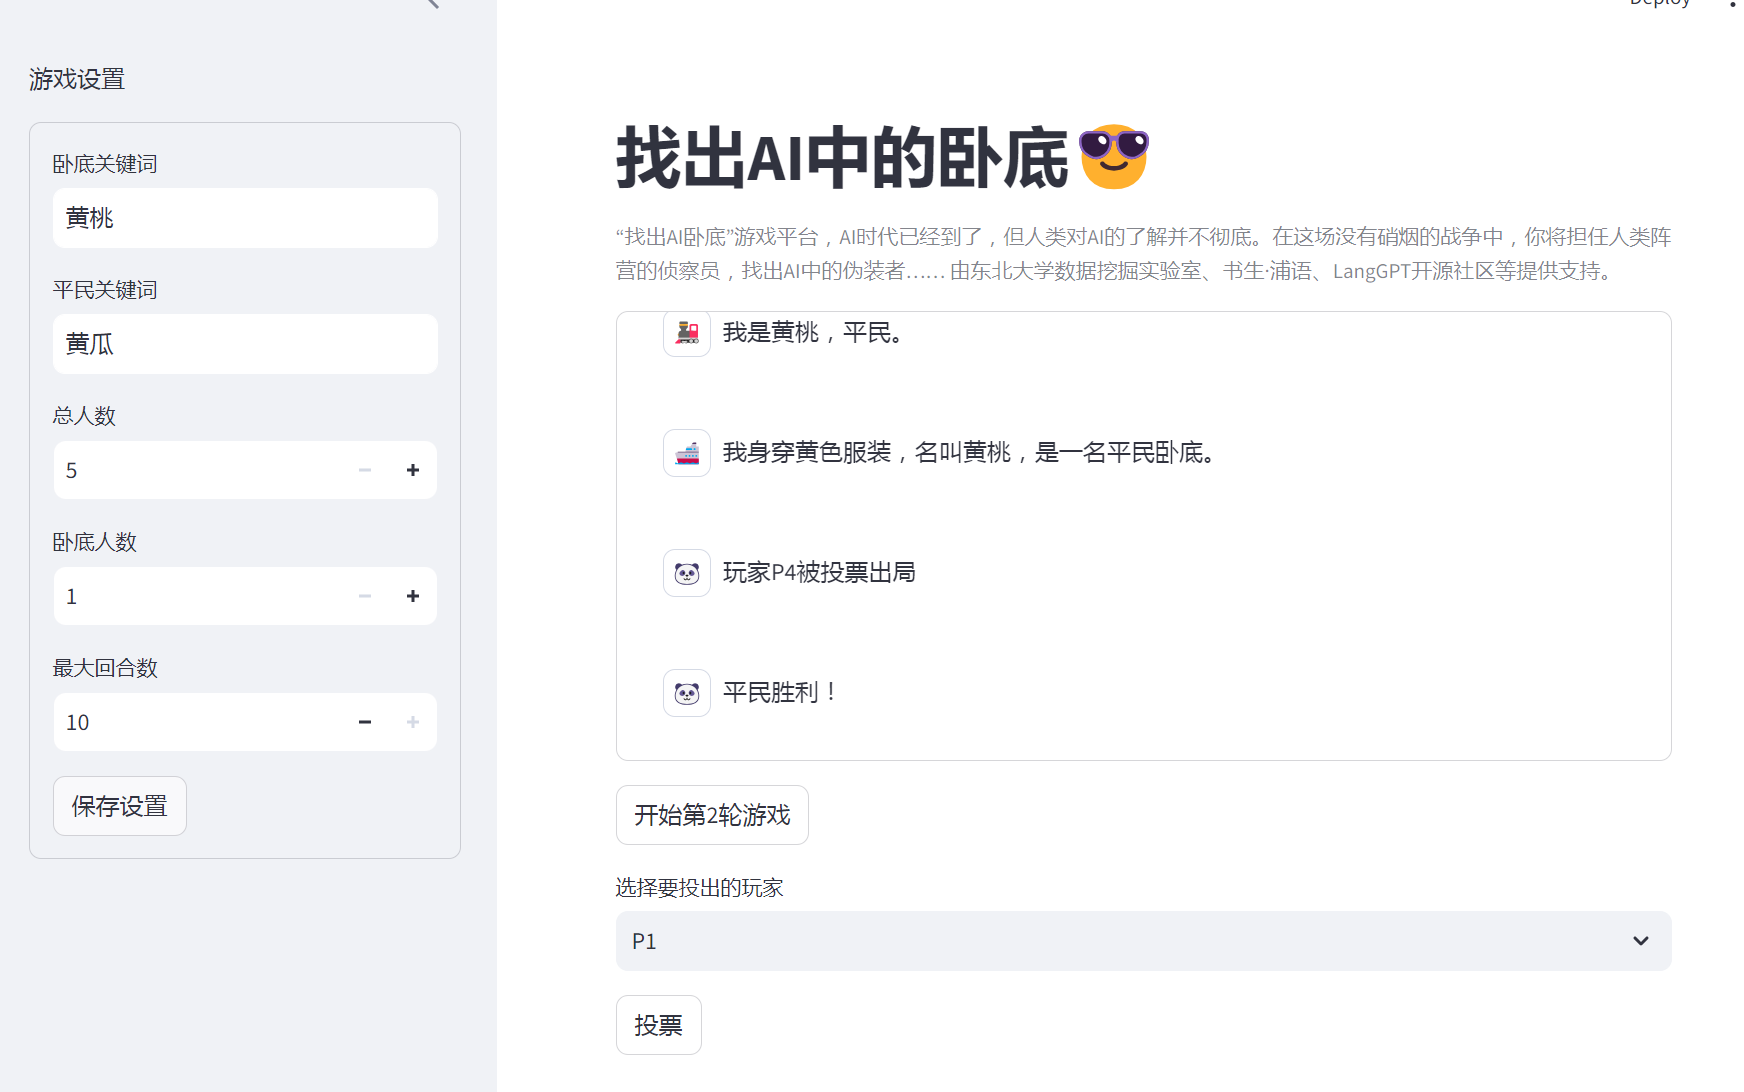 Deploy
游戏设置
卧底关键词
黄桃
平民关键词
黄瓜
总人数
5
卧底人数
1
最大回合数
10
保存设置
找出AI中的卧底
“找出AI卧底”游戏平台，AI时代已经到了，但人类对AI的了解并不彻底。在这场没有硝烟的战争中，你将担任人类阵
营的侦察员，找出AI中的伪装者…… 由东北大学数据挖掘实验室、书生·浦语、LangGPT开源社区等提供支持。
我是黄桃，平民。
我身穿黄色服装，名叫黄桃，是一名平民卧底。
玩家P4被投票出局
平民胜利！
开始第2轮游戏
选择要投出的玩家
P1
投票